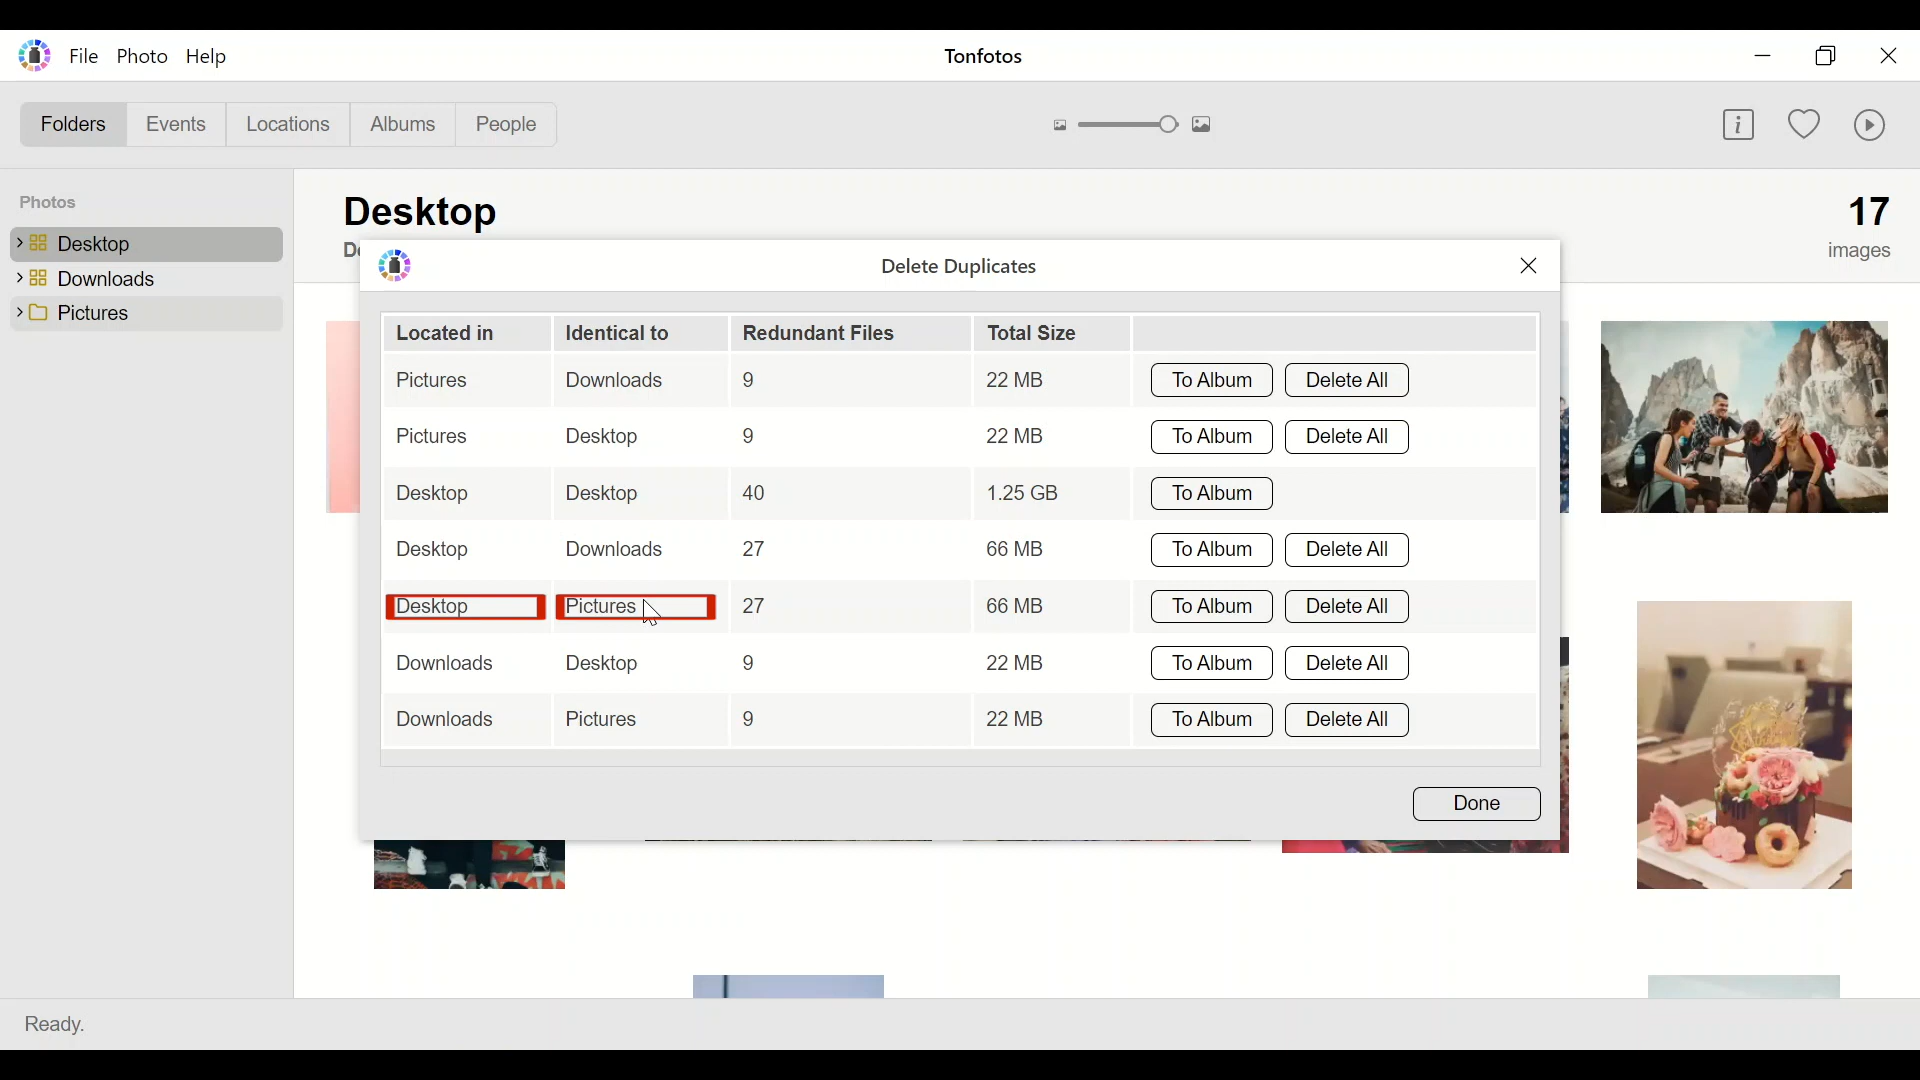 File Photo Help Tonfotos
Folders Events Locations Albums People
Photos
Desktop
Downloads
Pictures
Desktop 17
images
Delete Duplicates
Located in Identical to Redundant Files Total Size
Pictures Downloads 9 22 MB To Album Delete All
Pictures Desktop 9 22 MB To Album Delete All
Desktop Desktop 40 1.25 GB To Album
Desktop Downloads 27 66 MB To Album Delete All
Desktop Pictures 27 66 MB To Album Delete All
Downloads Desktop 9 22 MB To Album Delete All
Downloads Pictures 9 22 MB To Album Delete All
Done
Ready.